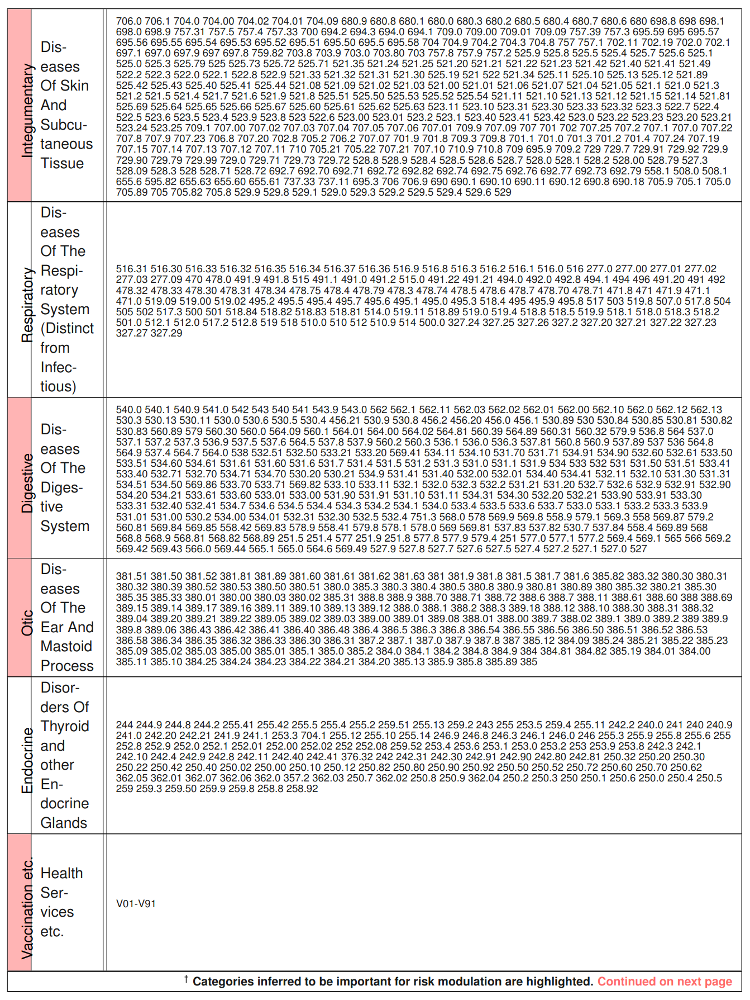 Integumentary
Dis-
eases
Of Skin
And
Subcu-
taneous
Tissue
706.0 706.1 704.0 704.00 704.02 704.01 704.09 680.9 680.8 680.1 680.0 680.3 680.2 680.5 680.4 680.7 680.6 680 698.8 698 698.1
698.0 698.9 757.31 757.5 757.4 757.33 700 694.2 694.3 694.0 694.1 709.0 709.00 709.01 709.09 757.39 757.3 695.59 695 695.57
695.56 695.55 695.54 695.53 695.52 695.51 695.50 695.5 695.58 704 704.9 704.2 704.3 704.8 757 757.1 702.11 702.19 702.0 702.1
697.1 697.0 697.9 697 697.8 759.82 703.8 703.9 703.0 703.80 703 757.8 757.9 757.2 525.9 525.8 525.5 525.4 525.7 525.6 525.1
525.0 525.3 525.79 525 525.73 525.72 525.71 521.35 521.24 521.25 521.20 521.21 521.22 521.23 521.42 521.40 521.41 521.49
522.2 522.3 522.0 522.1 522.8 522.9 521.33 521.32 521.31 521.30 525.19 521 522 521.34 525.11 525.10 525.13 525.12 521.89
525.42 525.43 525.40 525.41 525.44 521.08 521.09 521.02 521.03 521.00 521.01 521.06 521.07 521.04 521.05 521.1 521.0 521.3
521.2 521.5 521.4 521.7 521.6 521.9 521.8 525.51 525.50 525.53 525.52 525.54 521.11 521.10 521.13 521.12 521.15 521.14 521.81
525.69 525.64 525.65 525.66 525.67 525.60 525.61 525.62 525.63 523.11 523.10 523.31 523.30 523.33 523.32 523.3 522.7 522.4
522.5 523.6 523.5 523.4 523.9 523.8 523 522.6 523.00 523.01 523.2 523.1 523.40 523.41 523.42 523.0 523.22 523.23 523.20 523.21
523.24 523.25 709.1 707.00 707.02 707.03 707.04 707.05 707.06 707.01 709.9 707.09 707 701 702 707.25 707.2 707.1 707.0 707.22
707.8 707.9 707.23 706.8 707.20 702.8 705.2 706.2 707.07 701.9 701.8 709.3 709.8 701.1 701.0 701.3 701.2 701.4 707.24 707.19
707.15 707.14 707.13 707.12 707.11 710 705.21 705.22 707.21 707.10 710.9 710.8 709 695.9 709.2 729 729.7 729.91 729.92 729.9
729.90 729.79 729.99 729.0 729.71 729.73 729.72 528.8 528.9 528.4 528.5 528.6 528.7 528.0 528.1 528.2 528.00 528.79 527.3
528.09 528.3 528 528.71 528.72 692.7 692.70 692.71 692.72 692.82 692.74 692.75 692.76 692.77 692.73 692.79 558.1 508.0 508.1
655.6 595.82 655.63 655.60 655.61 737.33 737.11 695.3 706 706.9 690 690.1 690.10 690.11 690.12 690.8 690.18 705.9 705.1 705.0
705.89 705 705.82 705.8 529.9 529.8 529.1 529.0 529.3 529.2 529.5 529.4 529.6 529
Respiratory
Dis-
eases
Of The
Respi-
ratory
System
(Distinct
from
Infec-
tious)
516.31 516.30 516.33 516.32 516.35 516.34 516.37 516.36 516.9 516.8 516.3 516.2 516.1 516.0 516 277.0 277.00 277.01 277.02
277.03 277.09 470 478.0 491.9 491.8 515 491.1 491.0 491.2 515.0 491.22 491.21 494.0 492.0 492.8 494.1 494 496 491.20 491 492
478.32 478.33 478.30 478.31 478.34 478.75 478.4 478.79 478.3 478.74 478.5 478.6 478.7 478.70 478.71 471.8 471 471.9 471.1
471.0 519.09 519.00 519.02 495.2 495.5 495.4 495.7 495.6 495.1 495.0 495.3 518.4 495 495.9 495.8 517 503 519.8 507.0 517.8 504
505 502 517.3 500 501 518.84 518.82 518.83 518.81 514.0 519.11 518.89 519.0 519.4 518.8 518.5 519.9 518.1 518.0 518.3 518.2
501.0 512.1 512.0 517.2 512.8 519 518 510.0 510 512 510.9 514 500.0 327.24 327.25 327.26 327.2 327.20 327.21 327.22 327.23
327.27 327.29
Digestive
Dis-
eases
Of The
Diges-
tive
System
540.0 540.1 540.9 541.0 542 543 540 541 543.9 543.0 562 562.1 562.11 562.03 562.02 562.01 562.00 562.10 562.0 562.12 562.13
530.3 530.13 530.11 530.0 530.6 530.5 530.4 456.21 530.9 530.8 456.2 456.20 456.0 456.1 530.89 530 530.84 530.85 530.81 530.82
530.83 560.89 579 560.30 560.0 564.09 560.1 564.01 564.00 564.02 564.81 560.39 564.89 560.31 560.32 579.9 536.8 564 537.0
537.1 537.2 537.3 536.9 537.5 537.6 564.5 537.8 537.9 560.2 560.3 536.1 536.0 536.3 537.81 560.8 560.9 537.89 537 536 564.8
564.9 537.4 564.7 564.0 538 532.51 532.50 533.21 533.20 569.41 534.11 534.10 531.70 531.71 534.91 534.90 532.60 532.61 533.50
533.51 534.60 534.61 531.61 531.60 531.6 531.7 531.4 531.5 531.2 531.3 531.0 531.1 531.9 534 533 532 531 531.50 531.51 533.41
533.40 532.71 532.70 534.71 534.70 530.20 530.21 534.9 531.41 531.40 532.00 532.01 534.40 534.41 532.11 532.10 531.30 531.31
534.51 534.50 569.86 533.70 533.71 569.82 533.10 533.11 532.1 532.0 532.3 532.2 531.21 531.20 532.7 532.6 532.9 532.91 532.90
534.20 534.21 533.61 533.60 533.01 533.00 531.90 531.91 531.10 531.11 534.31 534.30 532.20 532.21 533.90 533.91 533.30
533.31 532.40 532.41 534.7 534.6 534.5 534.4 534.3 534.2 534.1 534.0 533.4 533.5 533.6 533.7 533.0 533.1 533.2 533.3 533.9
531.01 531.00 530.2 534.00 534.01 532.31 532.30 532.5 532.4 751.3 568.0 578 569.9 569.8 558.9 579.1 569.3 558 569.87 579.2
560.81 569.84 569.85 558.42 569.83 578.9 558.41 579.8 578.1 578.0 569 569.81 537.83 537.82 530.7 537.84 558.4 569.89 568
568.8 568.9 568.81 568.82 568.89 251.5 251.4 577 251.9 251.8 577.8 577.9 579.4 251 577.0 577.1 577.2 569.4 569.1 565 566 569.2
569.42 569.43 566.0 569.44 565.1 565.0 564.6 569.49 527.9 527.8 527.7 527.6 527.5 527.4 527.2 527.1 527.0 527
Otic
Dis-
eases
Of The
Ear And
Mastoid
Process
381.51 381.50 381.52 381.81 381.89 381.60 381.61 381.62 381.63 381 381.9 381.8 381.5 381.7 381.6 385.82 383.32 380.30 380.31
380.32 380.39 380.52 380.53 380.50 380.51 380.0 385.3 380.3 380.4 380.5 380.8 380.9 380.81 380.89 380 385.32 380.21 385.30
385.35 385.33 380.01 380.00 380.03 380.02 385.31 388.8 388.9 388.70 388.71 388.72 388.6 388.7 388.11 388.61 388.60 388 388.69
389.15 389.14 389.17 389.16 389.11 389.10 389.13 389.12 388.0 388.1 388.2 388.3 389.18 388.12 388.10 388.30 388.31 388.32
389.04 389.20 389.21 389.22 389.05 389.02 389.03 389.00 389.01 389.08 388.01 388.00 389.7 388.02 389.1 389.0 389.2 389 389.9
389.8 389.06 386.43 386.42 386.41 386.40 386.48 386.4 386.5 386.3 386.8 386.54 386.55 386.56 386.50 386.51 386.52 386.53
386.58 386.34 386.35 386.32 386.33 386.30 386.31 387.2 387.1 387.0 387.9 387.8 387 385.12 384.09 385.24 385.21 385.22 385.23
385.09 385.02 385.03 385.00 385.01 385.1 385.0 385.2 384.0 384.1 384.2 384.8 384.9 384 384.81 384.82 385.19 384.01 384.00
385.11 385.10 384.25 384.24 384.23 384.22 384.21 384.20 385.13 385.9 385.8 385.89 385
Endocrine
Disor-
ders Of
Thyroid
and
other
En-
docrine
Glands
244 244.9 244.8 244.2 255.41 255.42 255.5 255.4 255.2 259.51 255.13 259.2 243 255 253.5 259.4 255.11 242.2 240.0 241 240 240.9
241.0 242.20 242.21 241.9 241.1 253.3 704.1 255.12 255.10 255.14 246.9 246.8 246.3 246.1 246.0 246 255.3 255.9 255.8 255.6 255
252.8 252.9 252.0 252.1 252.01 252.00 252.02 252 252.08 259.52 253.4 253.6 253.1 253.0 253.2 253 253.9 253.8 242.3 242.1
242.10 242.4 242.9 242.8 242.11 242.40 242.41 376.32 242 242.31 242.30 242.91 242.90 242.80 242.81 250.32 250.20 250.30
250.22 250.42 250.40 250.02 250.00 250.10 250.12 250.82 250.80 250.90 250.92 250.50 250.52 250.72 250.60 250.70 250.62
362.05 362.01 362.07 362.06 362.0 357.2 362.03 250.7 362.02 250.8 250.9 362.04 250.2 250.3 250 250.1 250.6 250.0 250.4 250.5
259 259.3 259.50 259.9 259.8 258.8 258.92
Vaccination etc.
Health
Ser-
vices
etc.
V01-V91
† Categories inferred to be important for risk modulation are highlighted. Continued on next page